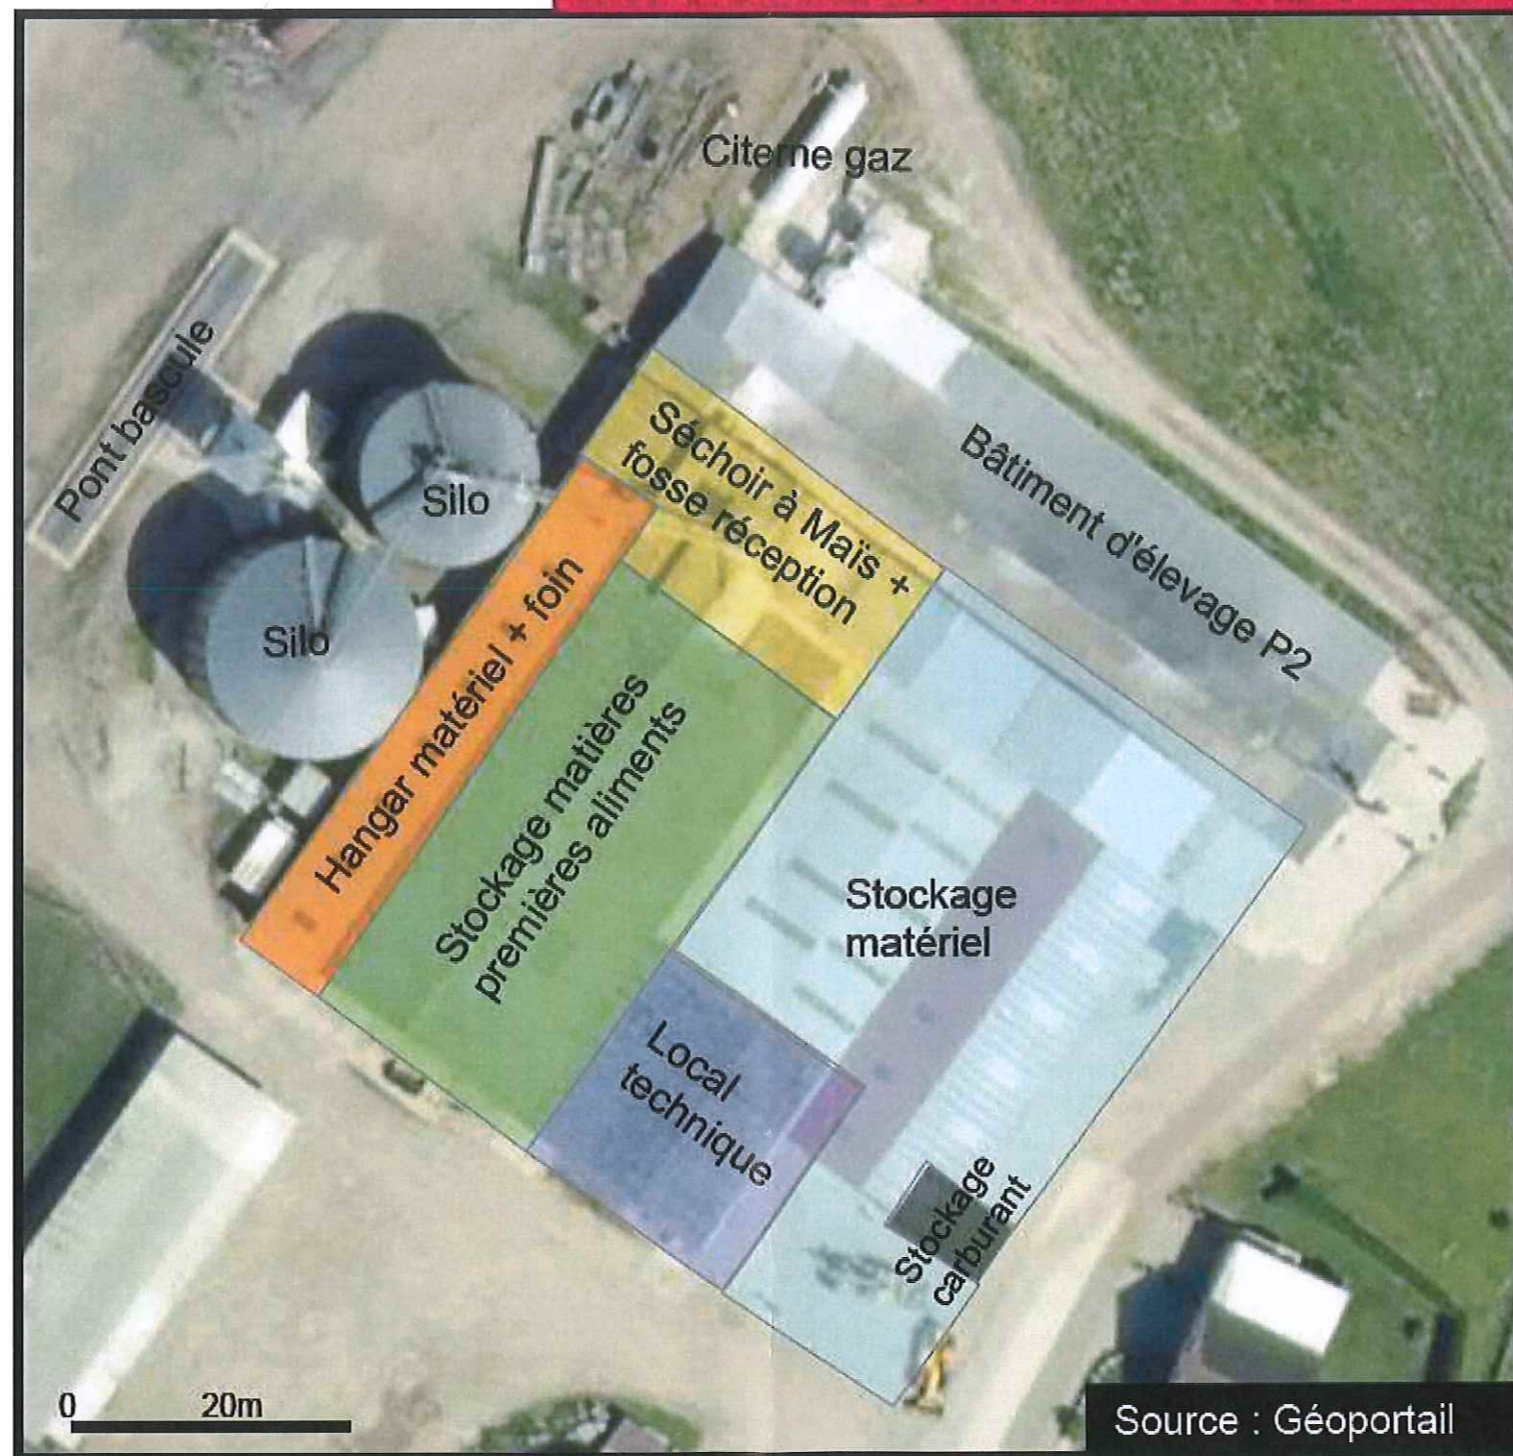 Citerne gaz
Pont bascule
Silo
Silo
Séchoir à Maïs +
fosse réception
Bâtiment d'élevage P2
Hangar matériel + foin
Stockage matières
premières aliments
Stockage
matériel
Local
technique
Stockage
carburant
0 20m
Source : Géoportail